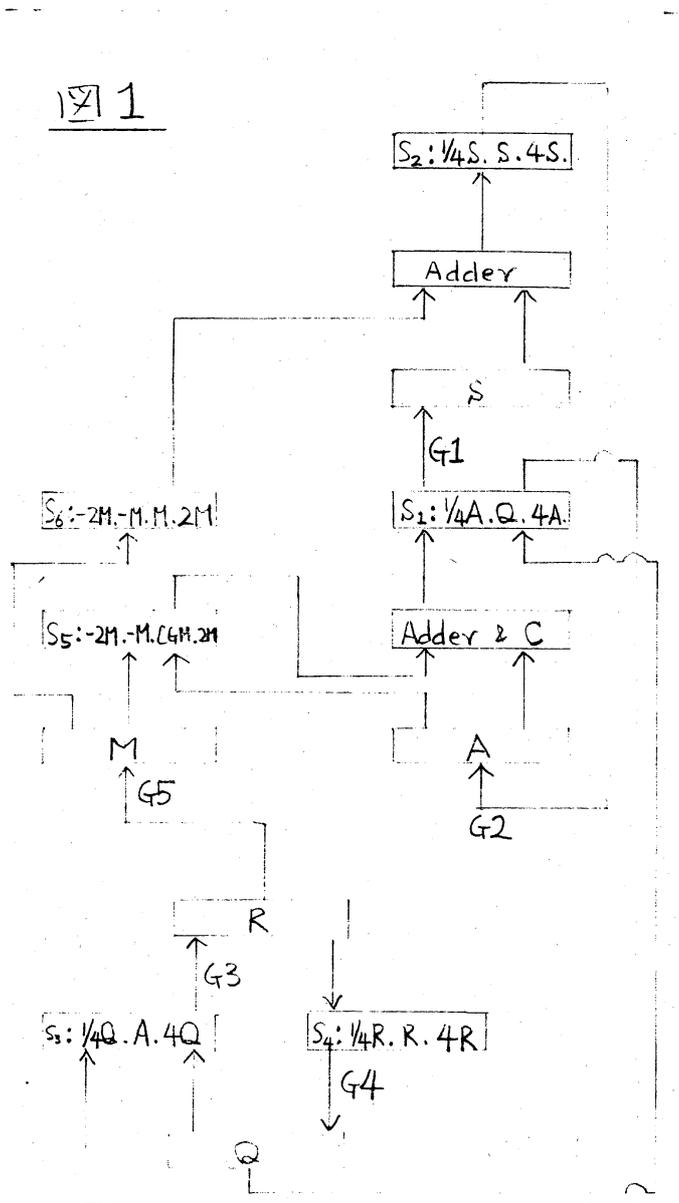 図1
S2:1/4S. S. 4S.
Adder
S
G1
S6:-2M.-M.M.2M
S1:1/4A.Q.4A.
S5:-2M.-M.CGM.2M
Adder & C
M
A
G5
G2
R
G3
S3:1/4Q.A.4Q
S4:1/4R.R.4R
G4
Q